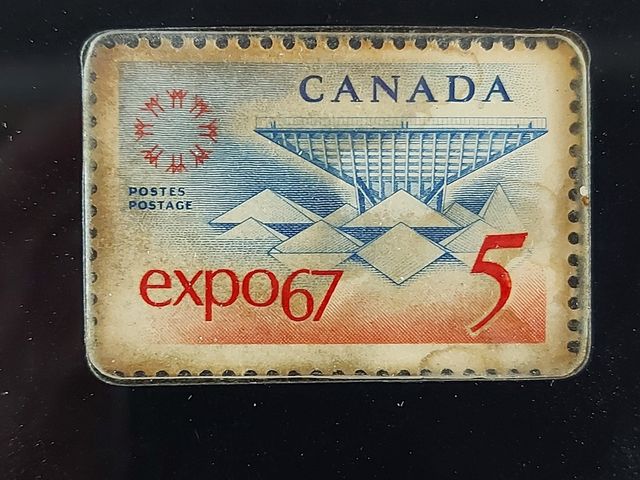 CANADA
POSTES
POSTAGE
expo67
5